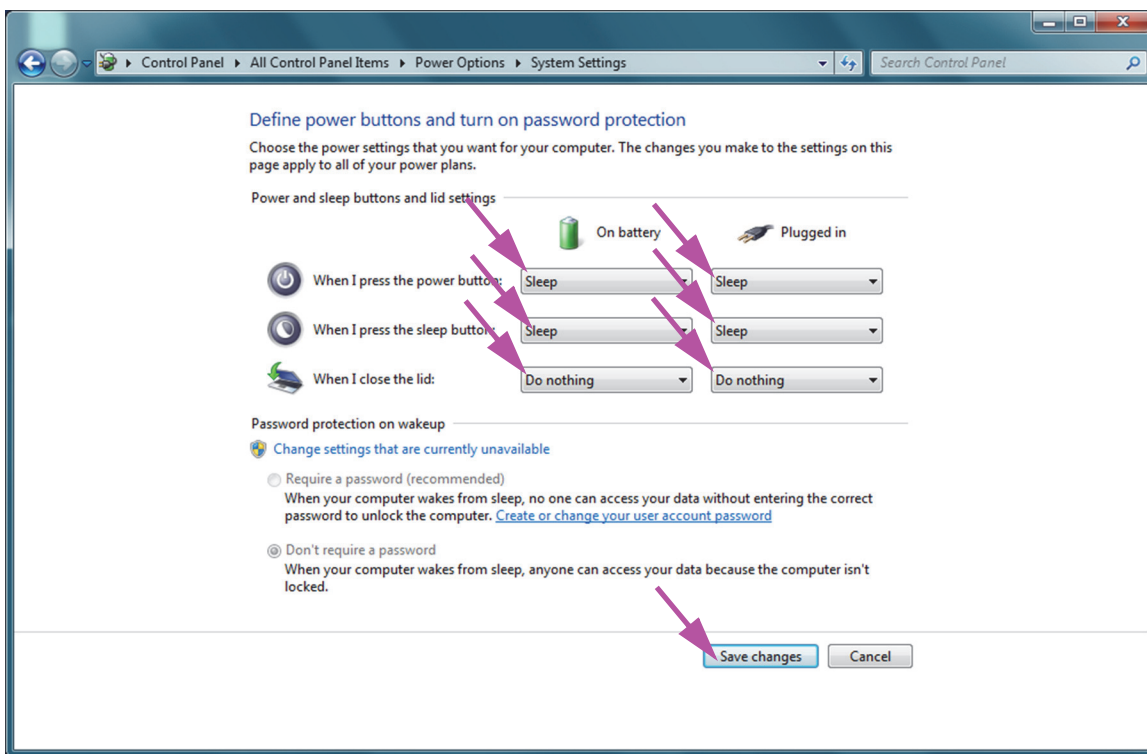 Control Panel ▸ All Control Panel Items ▸ Power Options ▸ System Settings
Search Control Panel
Define power buttons and turn on password protection
Choose the power settings that you want for your computer. The changes you make to the settings on this
page apply to all of your power plans.
Power and sleep buttons and lid settings
On battery
Plugged in
When I press the power button:
Sleep
Sleep
When I press the sleep button:
Sleep
Sleep
When I close the lid:
Do nothing
Do nothing
Password protection on wakeup
Change settings that are currently unavailable
Require a password (recommended)
When your computer wakes from sleep, no one can access your data without entering the correct
password to unlock the computer. Create or change your user account password
Don't require a password
When your computer wakes from sleep, anyone can access your data because the computer isn't
locked.
Save changes
Cancel